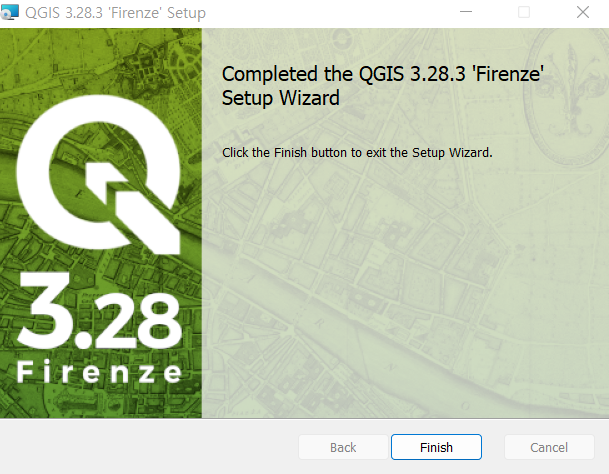 QGIS 3.28.3 'Firenze' Setup
Completed the QGIS 3.28.3 'Firenze'
Setup Wizard
Click the Finish button to exit the Setup Wizard.
3.28
Firenze
Back
Finish
Cancel